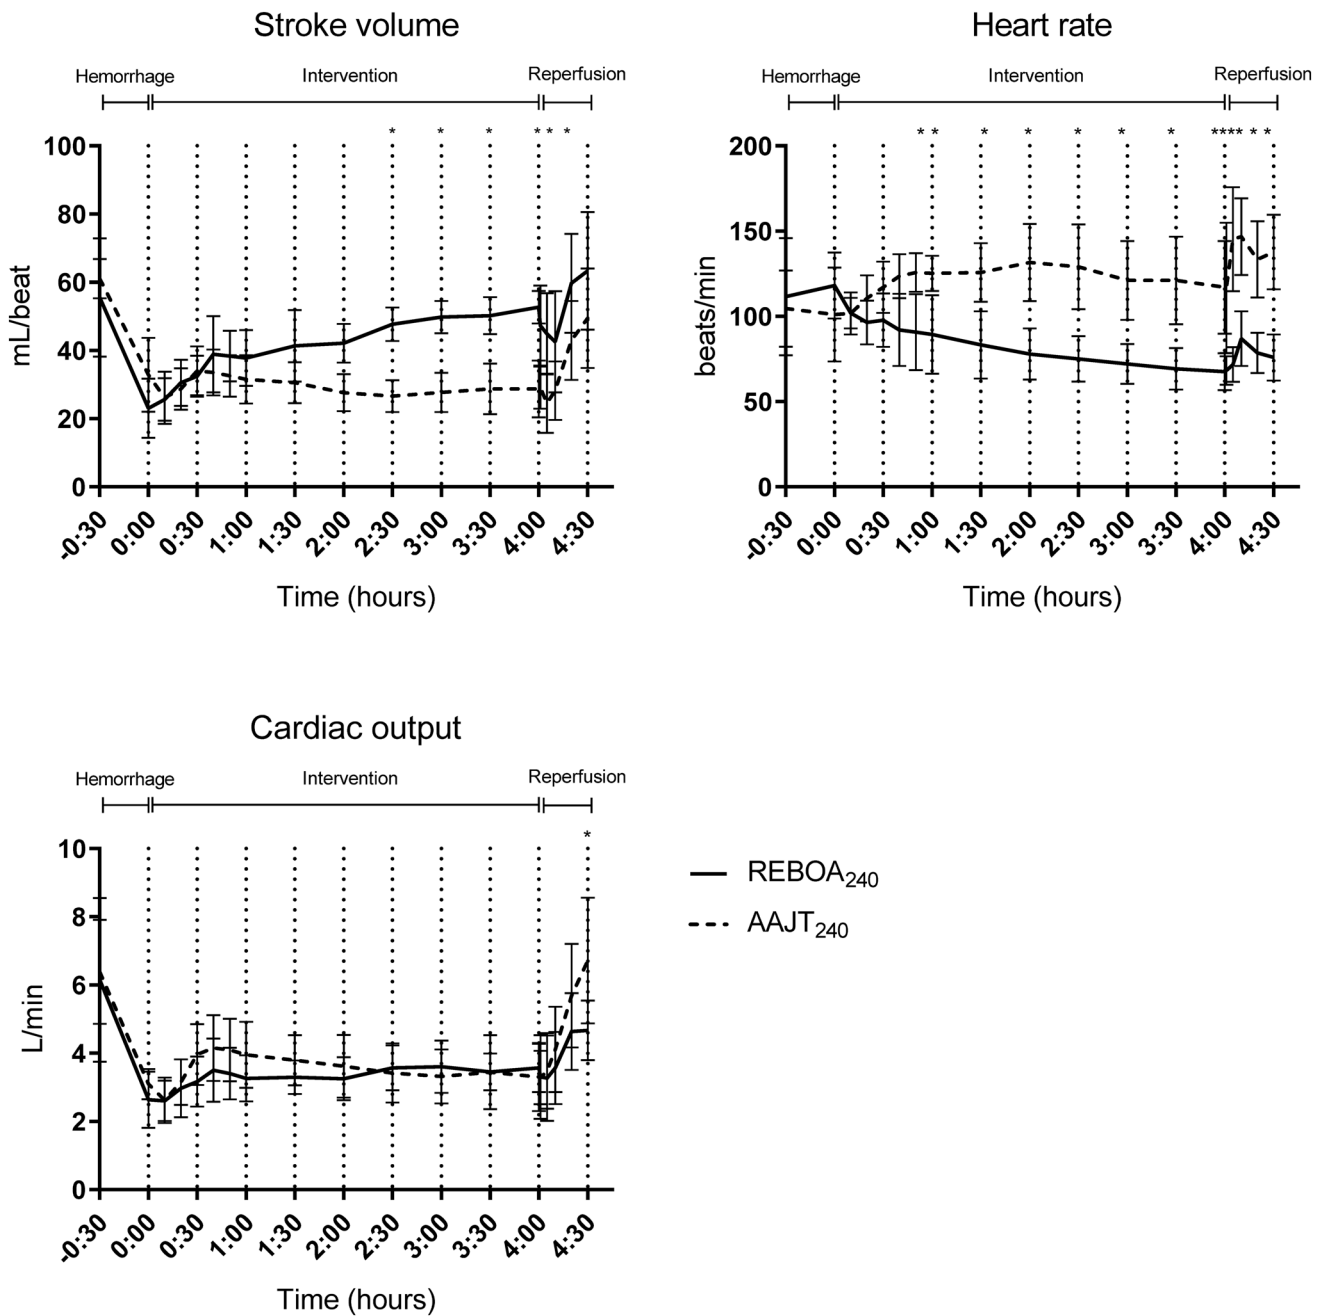 Stroke volume
Hemorrhage Intervention Reperfusion
* * * * * *
100
80
60
40
20
0
mL/beat
-0:30 0:00 0:30 1:00 1:30 2:00 2:30 3:00 3:30 4:00 4:30
Time (hours)
Heart rate
Hemorrhage Intervention Reperfusion
* * * * * * * * **** * *
200
150
100
50
0
beats/min
-0:30 0:00 0:30 1:00 1:30 2:00 2:30 3:00 3:30 4:00 4:30
Time (hours)
Cardiac output
Hemorrhage Intervention Reperfusion
*
10
8
6
4
2
0
L/min
-0:30 0:00 0:30 1:00 1:30 2:00 2:30 3:00 3:30 4:00 4:30
Time (hours)
REBOA240
AAJT240